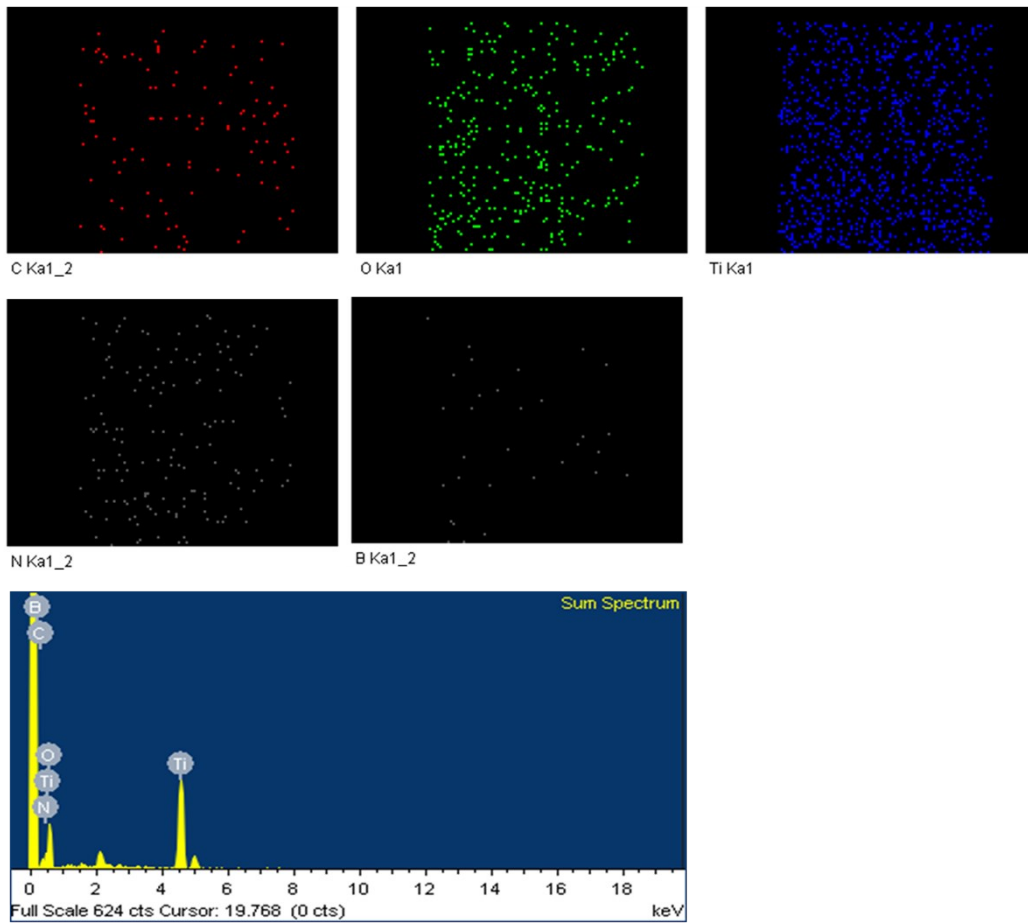 C Ka1_2
O Ka1
Ti Ka1
N Ka1_2
B Ka1_2
Sum Spectrum
B
C
O
Ti
N
Ti
0 2 4 6 8 10 12 14 16 18
Full Scale 624 cts Cursor: 19.768 (0 cts) keV